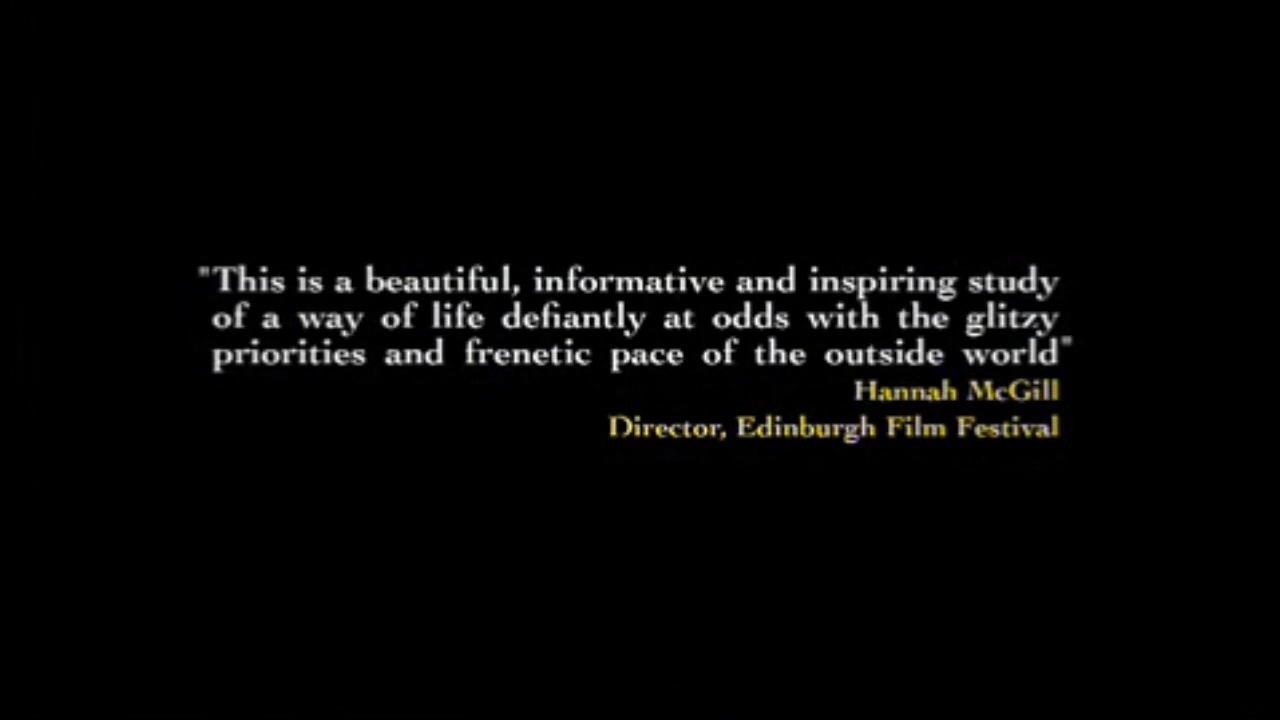 "This is a beautiful, informative and inspiring study
of a way of life defiantly at odds with the glitzy
priorities and frenetic pace of the outside world"
Hannah McGill
Director, Edinburgh Film Festival